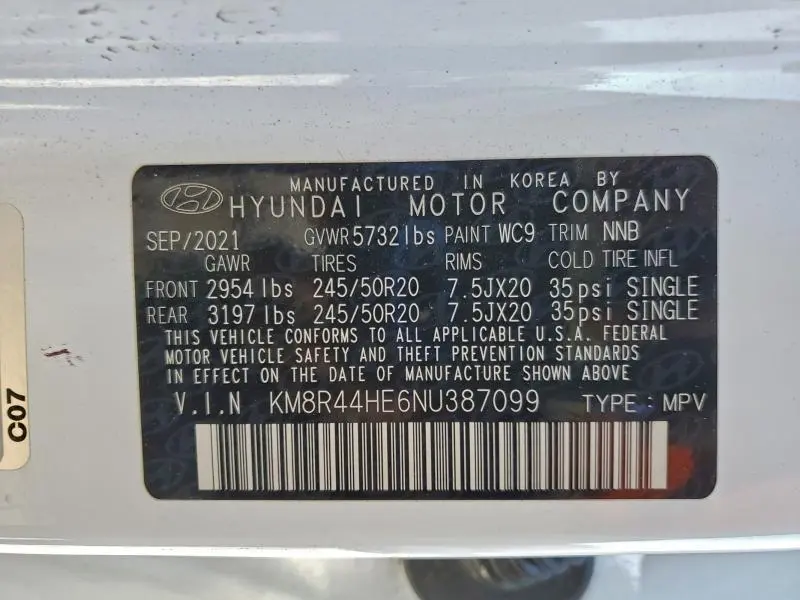 MANUFACTURED IN KOREA BY
HYUNDAI MOTOR COMPANY
SEP/2021 GVWR 5732 lbs PAINT WC9 TRIM NNB
GAWR TIRES RIMS COLD TIRE INFL
FRONT 2954 lbs 245/50R20 7.5JX20 35psi SINGLE
REAR 3197 lbs 245/50R20 7.5JX20 35psi SINGLE
THIS VEHICLE CONFORMS TO ALL APPLICABLE U.S.A. FEDERAL
MOTOR VEHICLE SAFETY AND THEFT PREVENTION STANDARDS
IN EFFECT ON THE DATE OF MANUFACTURE SHOWN ABOVE
V.I.N KM8R44HE6NU387099 TYPE : MPV
C07